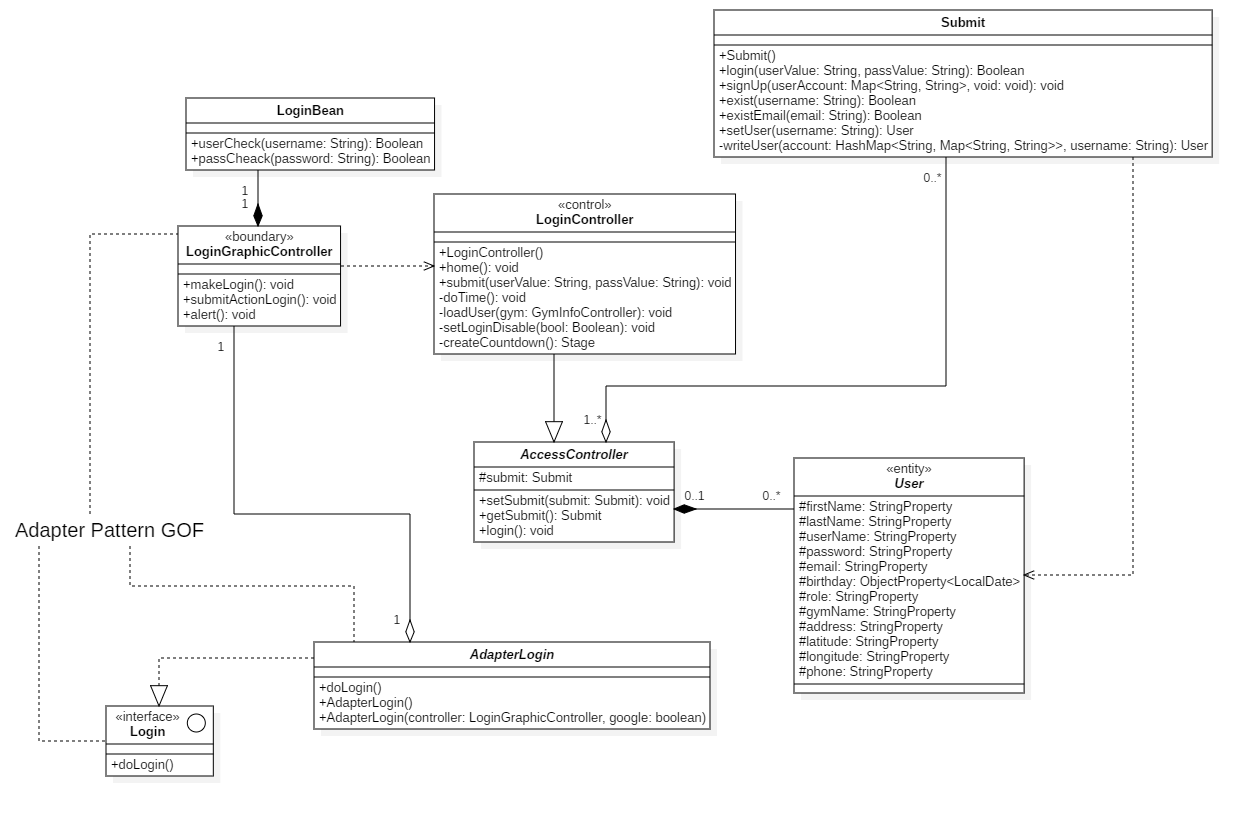 Submit
+Submit()
+login(userValue: String, passValue: String): Boolean
+signUp(userAccount: Map<String, String>, void: void): void
+exist(username: String): Boolean
+existEmail(email: String): Boolean
+setUser(username: String): User
-writeUser(account: HashMap<String, Map<String, String>>, username: String): User
LoginBean
+userCheck(username: String): Boolean
+passCheack(password: String): Boolean
1
1
0..*
«boundary»
LoginGraphicController
+makeLogin(): void
+submitActionLogin(): void
+alert(): void
«control»
LoginController
+LoginController()
+home(): void
+submit(userValue: String, passValue: String): void
-doTime(): void
-loadUser(gym: GymInfoController): void
-setLoginDisable(bool: Boolean): void
-createCountdown(): Stage
1
1..*
AccessController
#submit: Submit
+setSubmit(submit: Submit): void
+getSubmit(): Submit
+login(): void
0..1
0..*
«entity»
User
#firstName: StringProperty
#lastName: StringProperty
#userName: StringProperty
#password: StringProperty
#email: StringProperty
#birthday: ObjectProperty<LocalDate>
#role: StringProperty
#gymName: StringProperty
#address: StringProperty
#latitude: StringProperty
#longitude: StringProperty
#phone: StringProperty
Adapter Pattern GOF
1
AdapterLogin
+doLogin()
+AdapterLogin()
+AdapterLogin(controller: LoginGraphicController, google: boolean)
«interface»
Login
+doLogin()